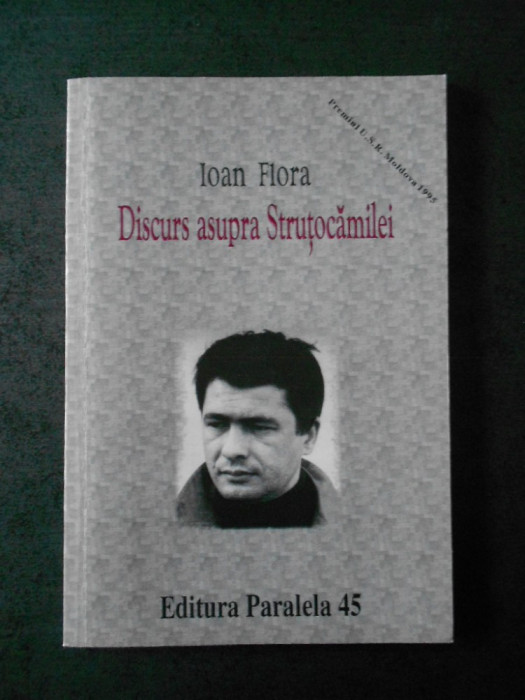 Premiul U.S.R. Moldova 1995
Ioan Flora
Discurs asupra Struțocămilei
Editura Paralela 45